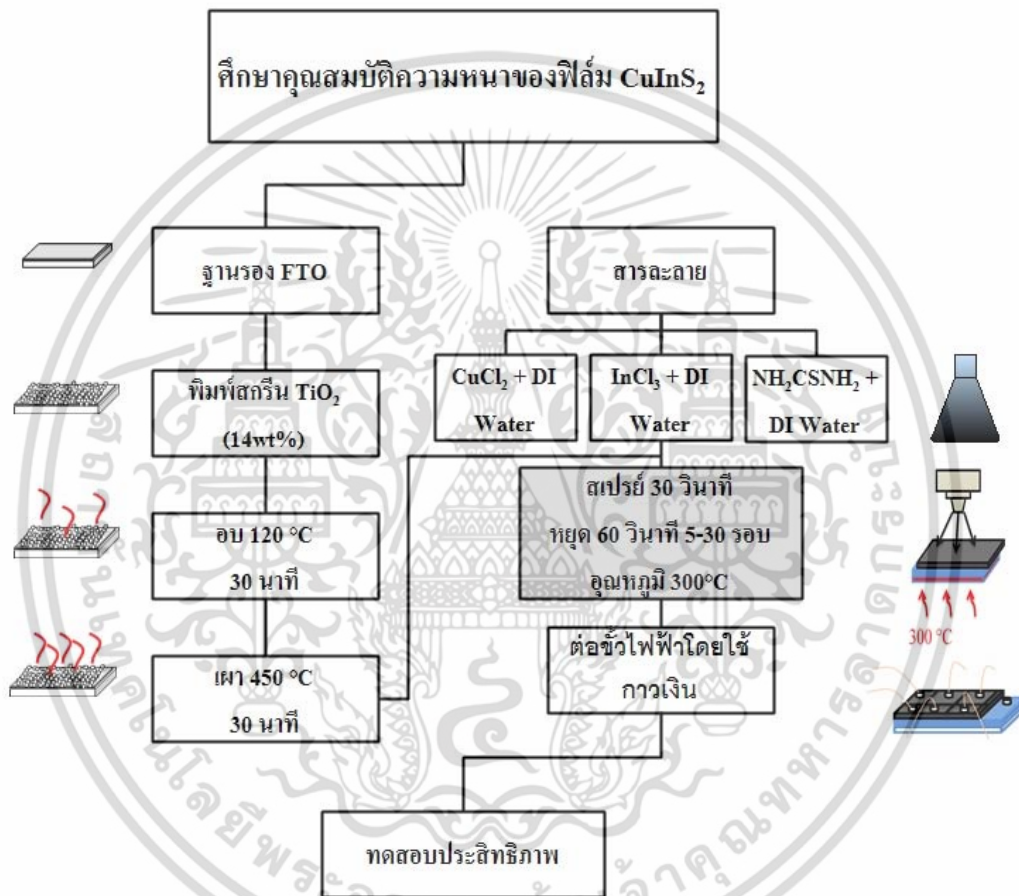 ศึกษาคุณสมบัติความหนาของฟิล์ม CuInS₂
ฐานรอง FTO
สารละลาย
พิมพ์สกรีน TiO₂
(14wt%)
CuCl₂ + DI
Water
InCl₃ + DI
Water
NH₂CSNH₂ +
DI Water
อบ 120 °C
30 นาที
สเปรย์ 30 วินาที
หยุด 60 วินาที 5-30 รอบ
อุณหภูมิ 300°C
300 °C
เผา 450 °C
30 นาที
ต่อขั้วไฟฟ้าโดยใช้
กาวเงิน
ทดสอบประสิทธิภาพ